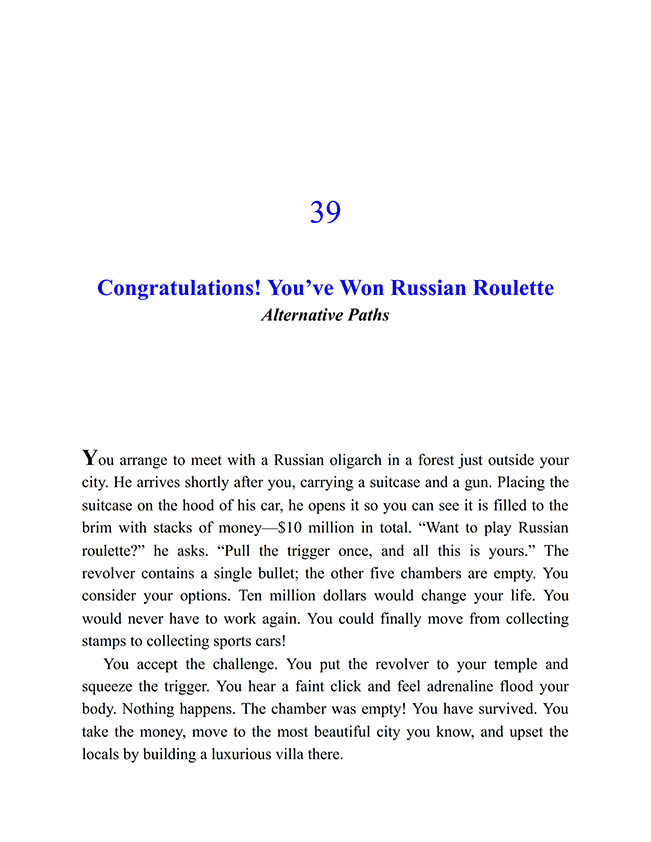 39
Congratulations! You’ve Won Russian Roulette
Alternative Paths
You arrange to meet with a Russian oligarch in a forest just outside your
city. He arrives shortly after you, carrying a suitcase and a gun. Placing the
suitcase on the hood of his car, he opens it so you can see it is filled to the
brim with stacks of money—$10 million in total. “Want to play Russian
roulette?” he asks. “Pull the trigger once, and all this is yours.” The
revolver contains a single bullet; the other five chambers are empty. You
consider your options. Ten million dollars would change your life. You
would never have to work again. You could finally move from collecting
stamps to collecting sports cars!
You accept the challenge. You put the revolver to your temple and
squeeze the trigger. You hear a faint click and feel adrenaline flood your
body. Nothing happens. The chamber was empty! You have survived. You
take the money, move to the most beautiful city you know, and upset the
locals by building a luxurious villa there.